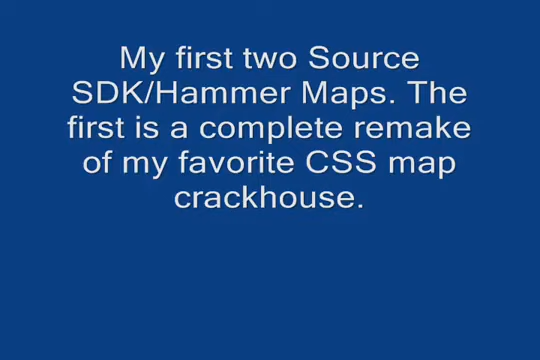 My first two Source
SDK/Hammer Maps. The
first is a complete remake
of my favorite CSS map
crackhouse.